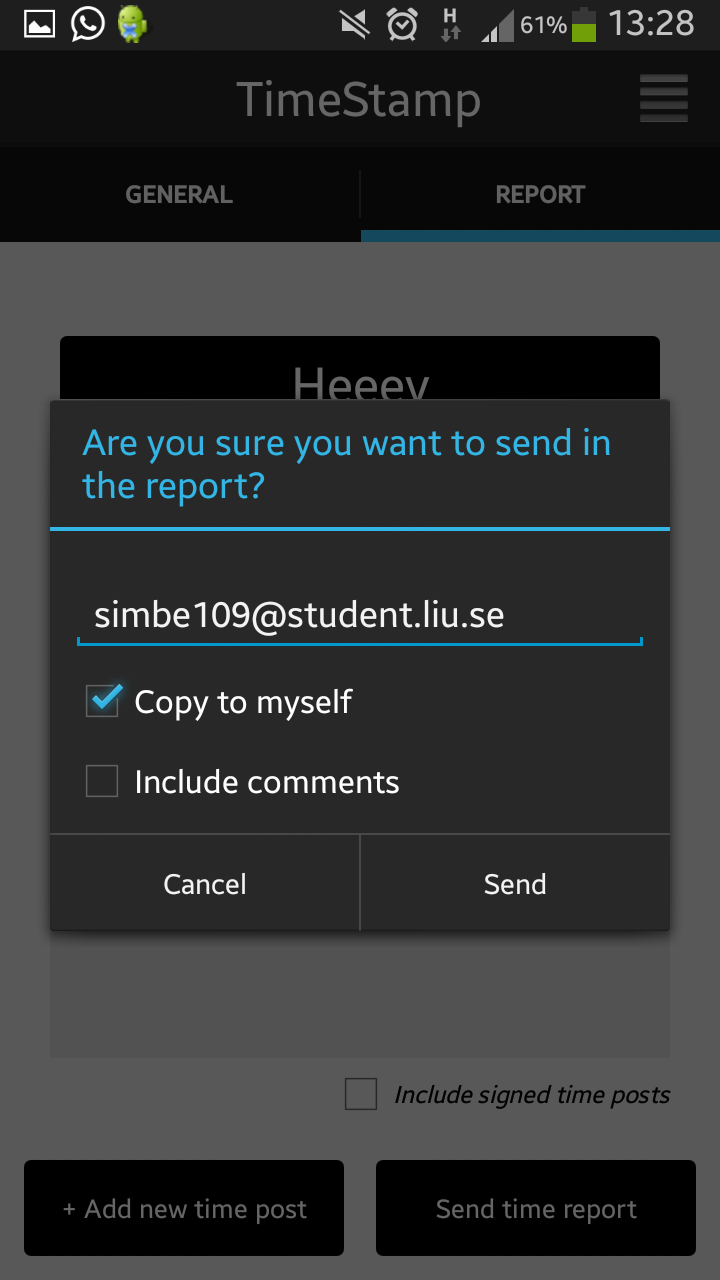 H
61%
13:28
TimeStamp
GENERAL
REPORT
Heeey
Are you sure you want to send in
the report?
simbe109@student.liu.se
Copy to myself
Include comments
Cancel
Send
Include signed time posts
+ Add new time post
Send time report